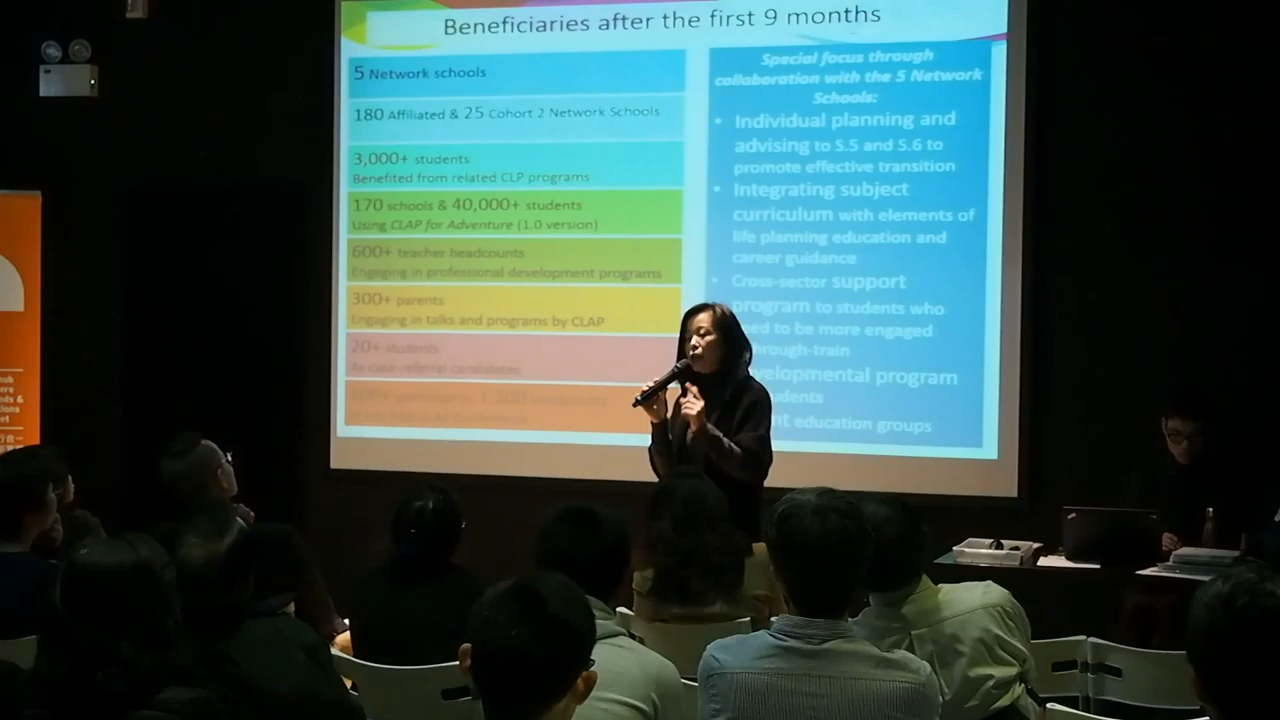 Beneficiaries after the first 9 months
5 Network schools
180 Affiliated & 25 Cohort 2 Network Schools
3,000+ students
Benefited from related CLP programs
170 schools & 40,000+ students
Using CLAP for Adventure (1.0 version)
600+ teacher headcounts
Engaging in professional development programs
300+ parents
Engaging in talks and programs by CLAP
20+ students
As case-referral candidates
Special focus through
collaboration with the 5 Network
Schools:
• Individual planning and
advising to S.5 and S.6 to
promote effective transition
• Integrating subject
curriculum with elements of
life planning education and
career guidance
• Cross-sector support
program to students who
to be more engaged
through-train
program
education groups